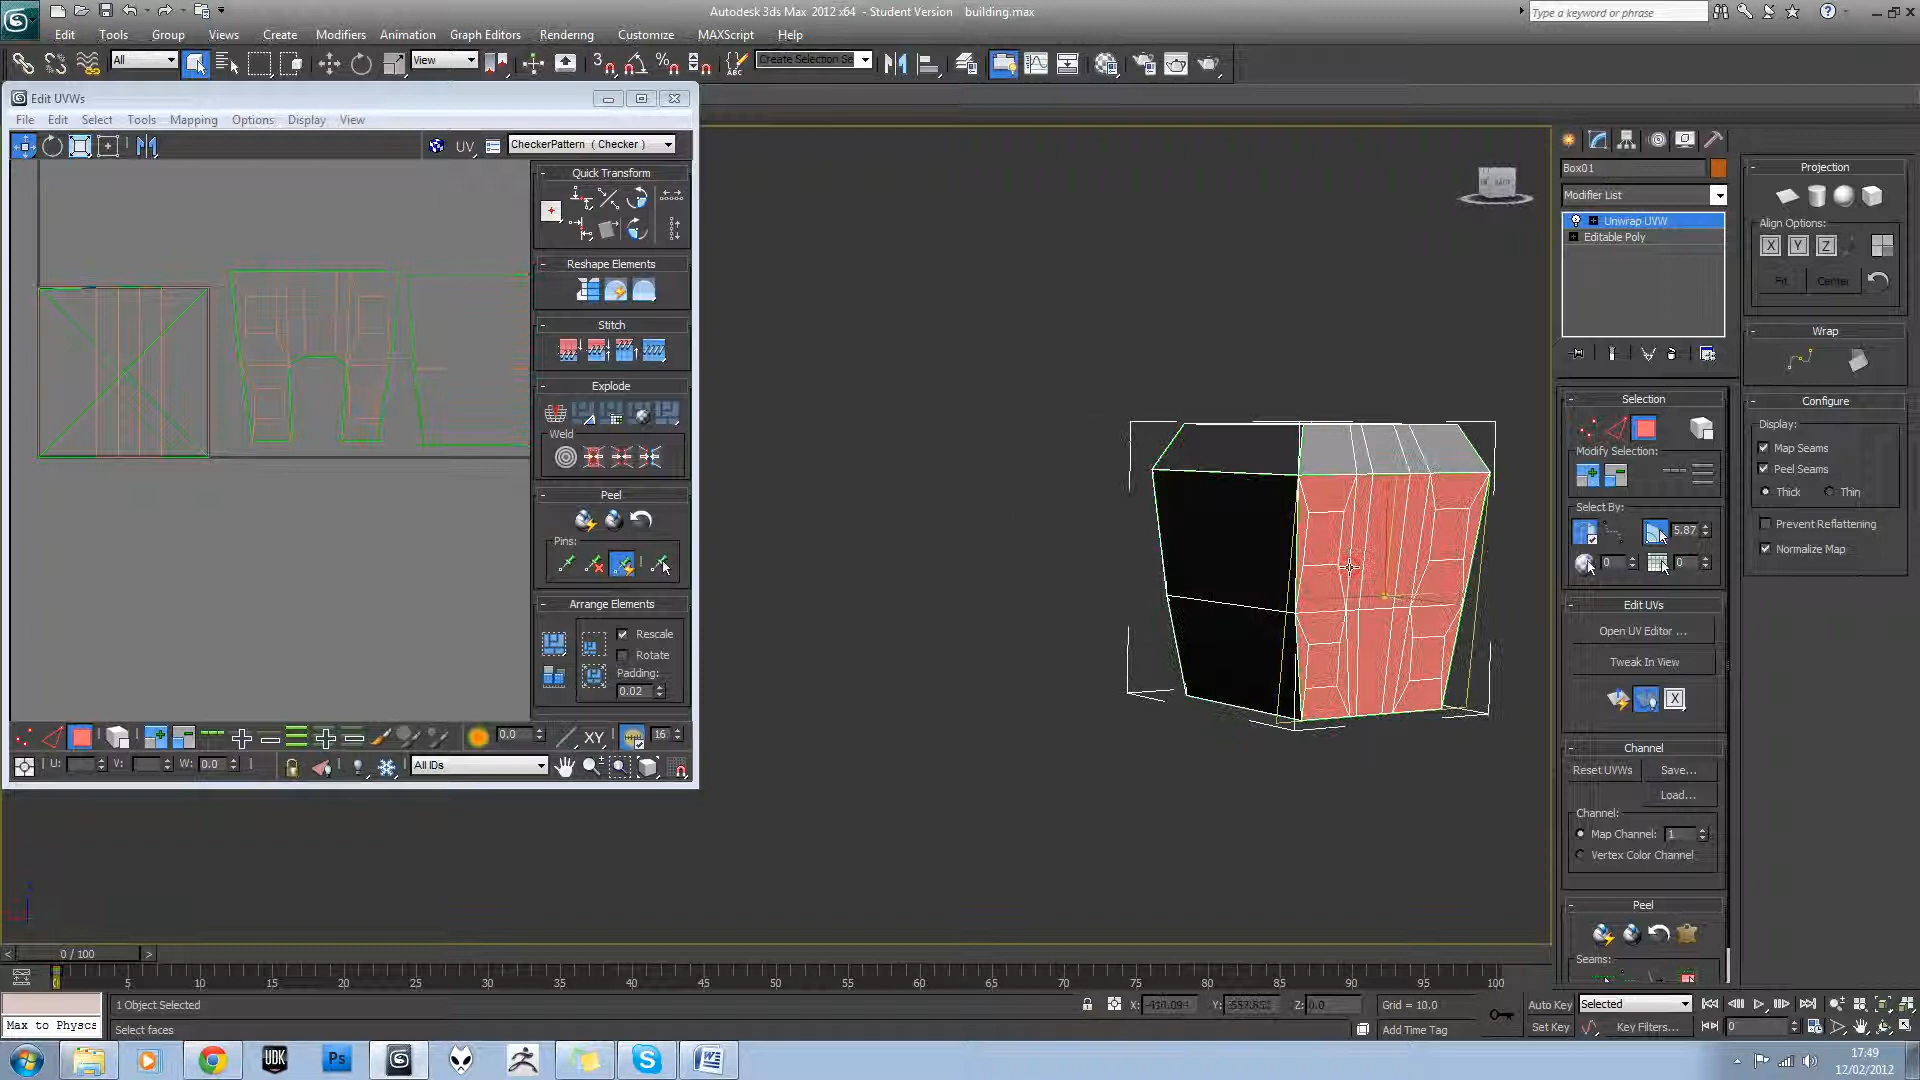 Autodesk 3ds Max 2012 x64 - Student Version building.max
Type a keyword or phrase
Edit Tools Group Views Create Modifiers Animation Graph Editors Rendering Customize MAXScript Help
All View Create Selection Se
Edit UVWs
File Edit Select Tools Mapping Options Display View
UV CheckerPattern ( Checker )
Quick Transform
Reshape Elements
Stitch
Explode
Weld
Peel
Pins:
Arrange Elements
Rescale
Rotate
Padding:
0.02
0.0 XY 16
U: V: W: 0.0 All IDs
Box01
Modifier List
Unwrap UVW
Editable Poly
Selection
Modify Selection:
Select By:
5.87
0 0
Edit UVs
Open UV Editor ...
Tweak In View
Channel
Reset UVWs Save...
Load...
Channel:
Map Channel: 1
Vertex Color Channel
Peel
Seams:
Projection
Align Options:
X Y Z
Fit Center
Wrap
Configure
Display:
Map Seams
Peel Seams
Thick Thin
Prevent Reflattening
Normalize Map
0 / 100
5 10 15 20 25 30 35 40 45 50 55 60 65 70 75 80 85 90 95 100
1 Object Selected X: Y: Z: 0.0 Grid = 10.0 Auto Key Selected
Max to Physcs Select faces Add Time Tag Set Key Key Filters... 0
UDK Ps
17:49
12/02/2012